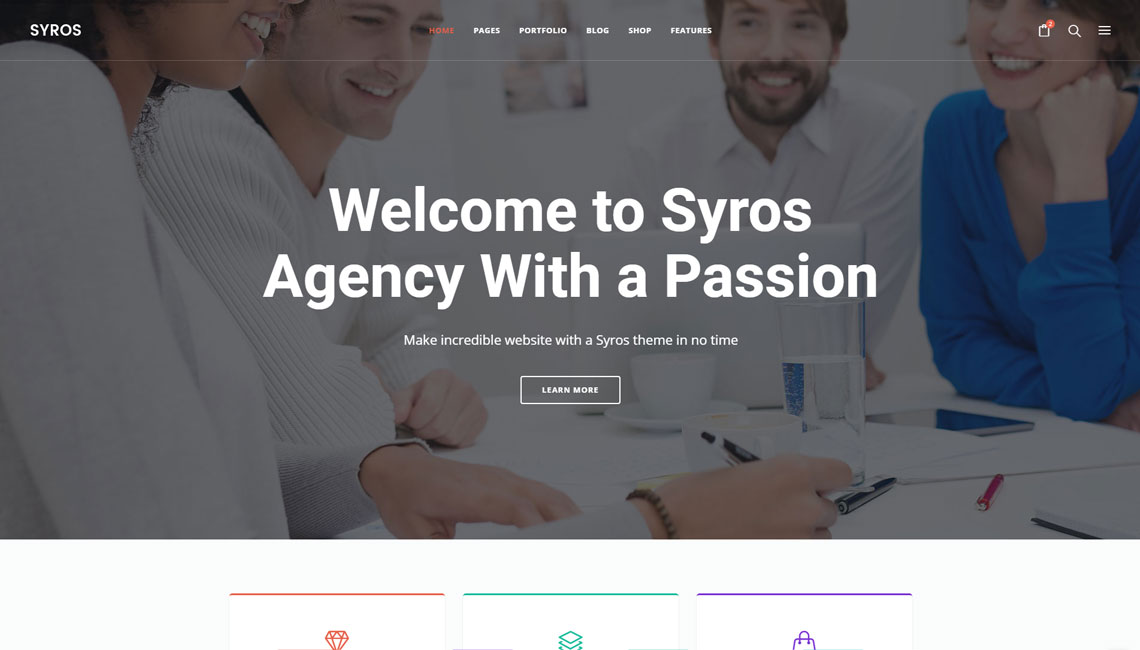 SYROS
HOME PAGES PORTFOLIO BLOG SHOP FEATURES
2
Welcome to Syros
Agency With a Passion
Make incredible website with a Syros theme in no time
LEARN MORE